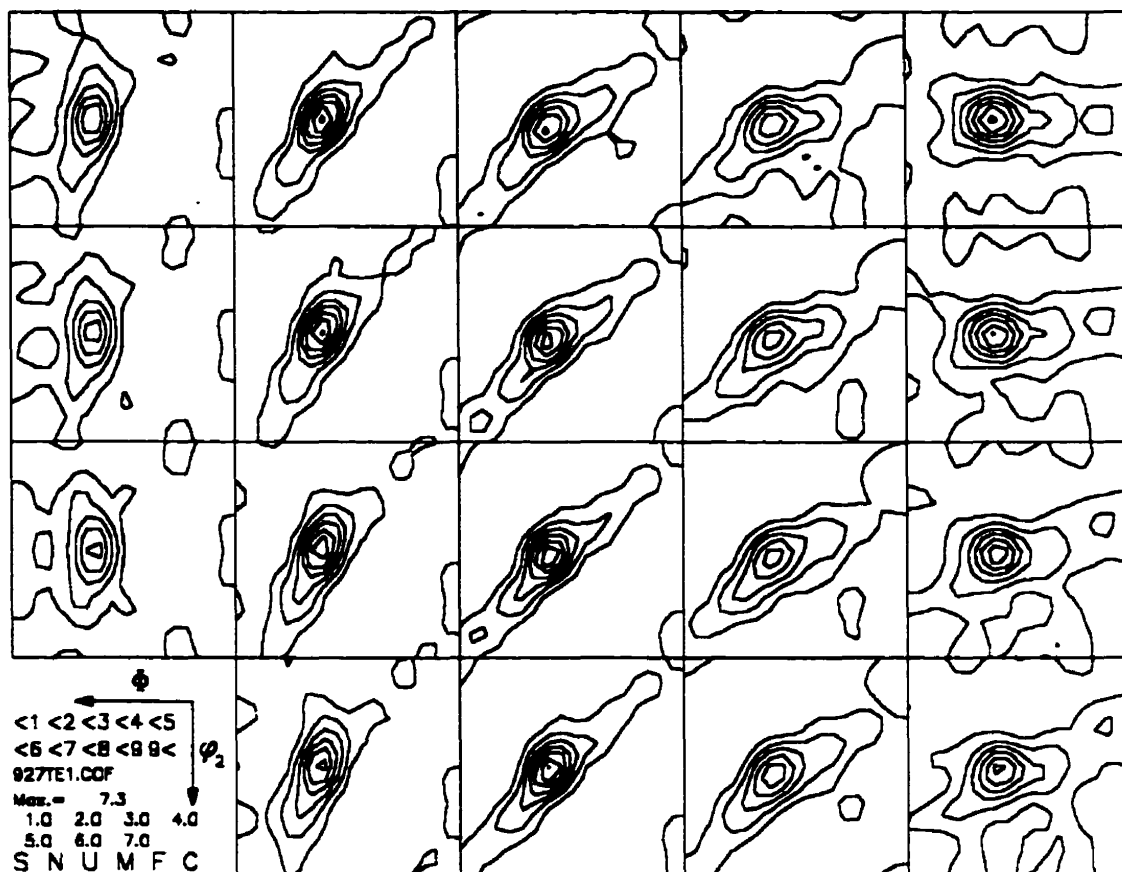 Φ
<1 <2 <3 <4 <5
<6 <7 <8 <9 9<
φ2
927TE1.COF
Max.= 7.3
1.0 2.0 3.0 4.0
5.0 6.0 7.0
S N U M F C